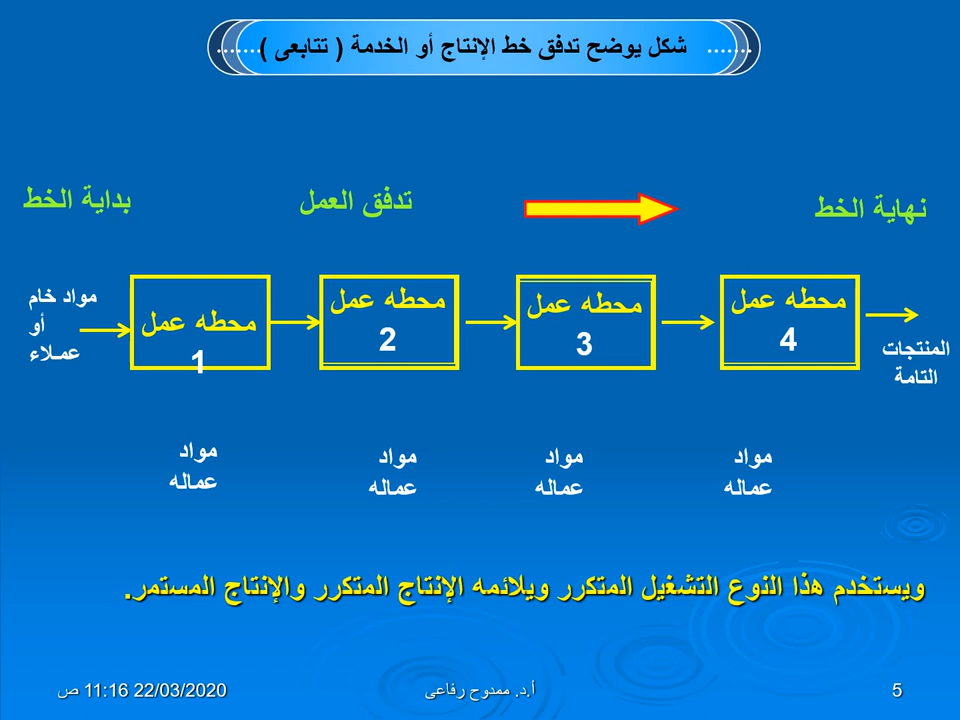 ....... شكل يوضح تدفق خط الإنتاج أو الخدمة ( تتابعى ).......
بداية الخط
تدفق العمل
نهاية الخط
مواد خام
أو
عمـلاء
محطه عمل
1
محطه عمل
2
محطه عمل
3
محطه عمل
4
المنتجات
التامة
مواد
عماله
مواد
عماله
مواد
عماله
مواد
عماله
ويستخدم هذا النوع التشغيل المتكرر ويلائمه الإنتاج المتكرر والإنتاج المستمر.
22/03/2020 11:16 ص
أ.د. ممدوح رفاعى
5